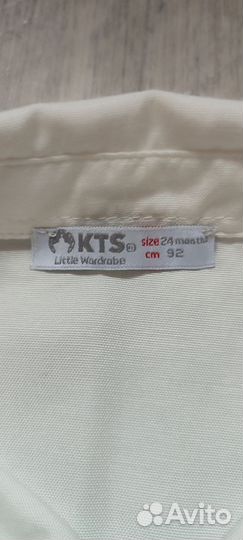 KTS® size 24 months
Little Wardrobe cm 92
Avito